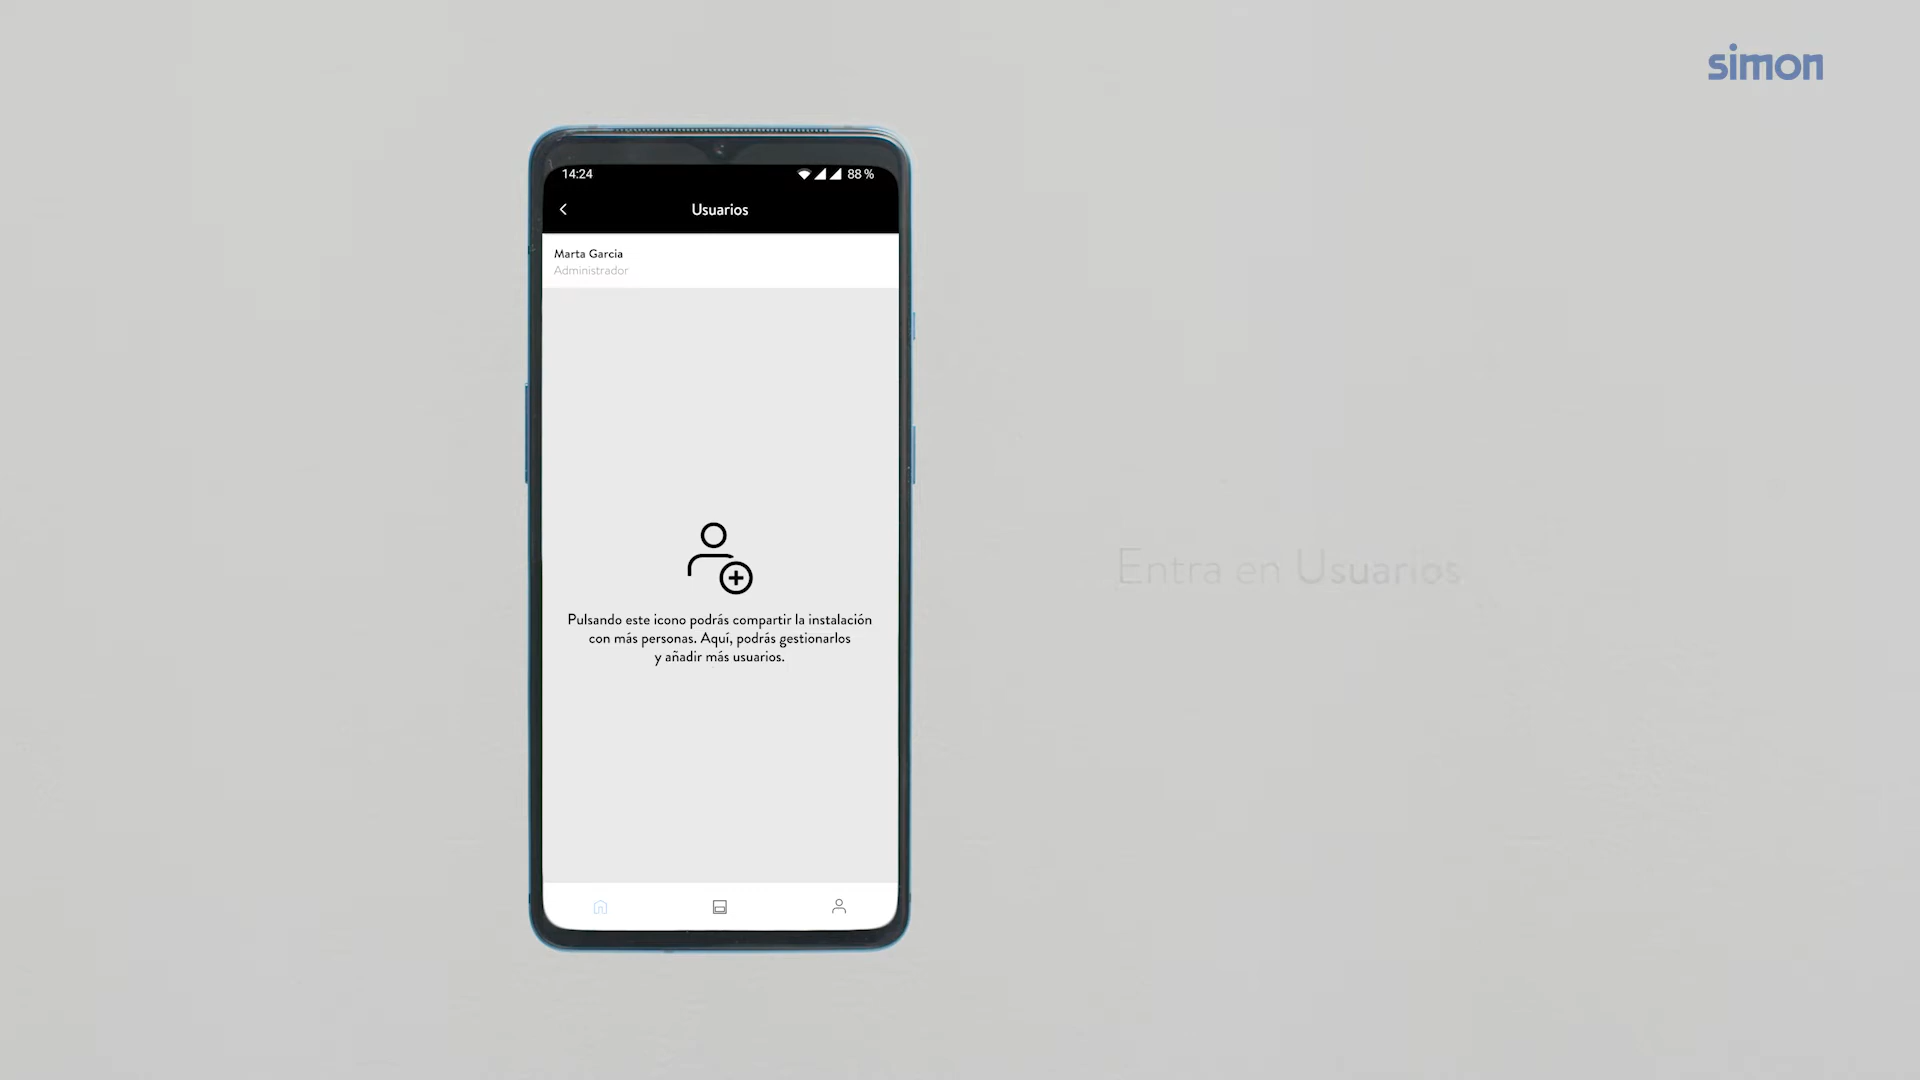 simon
14:24
88 %
Usuarios
Marta Garcia
Administrador
Pulsando este icono podrás compartir la instalación
con más personas. Aquí, podrás gestionarlos
y añadir más usuarios.
Entra en Usuarios